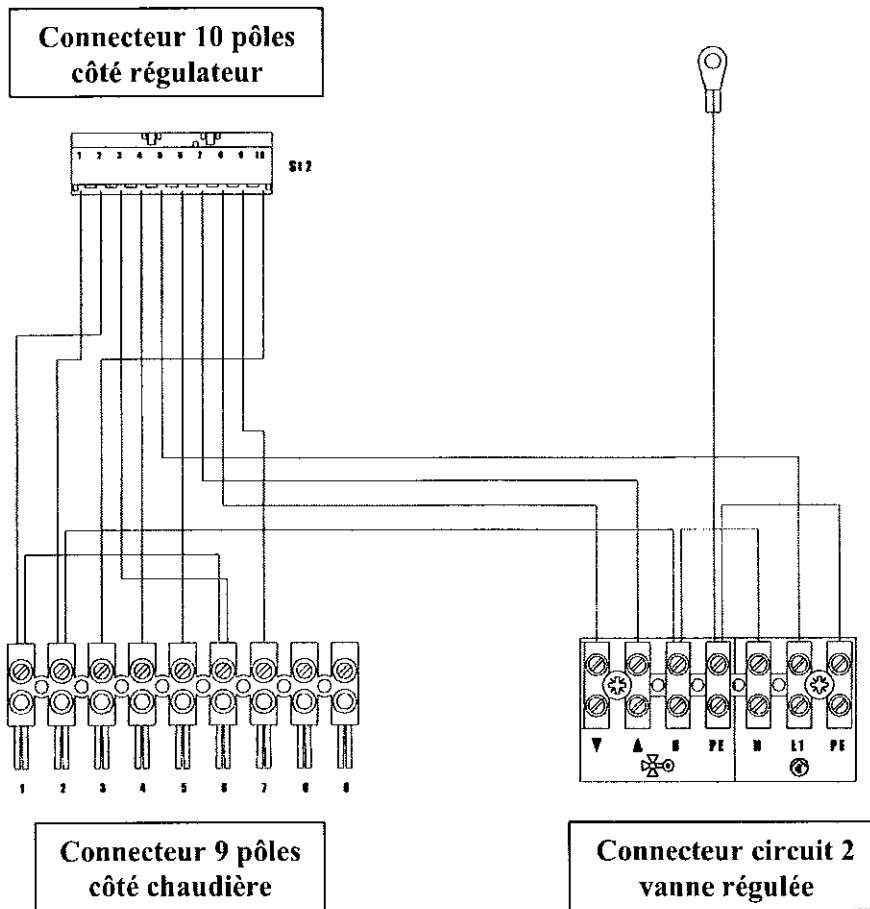 Connecteur 10 pôles
côté régulateur
1 2 3 4 5 6 7 8 9 10
St2
1 2 3 4 5 6 7 8 9
▼ ▲ N PE N L1 PE
Connecteur 9 pôles
côté chaudière
Connecteur circuit 2
vanne régulée